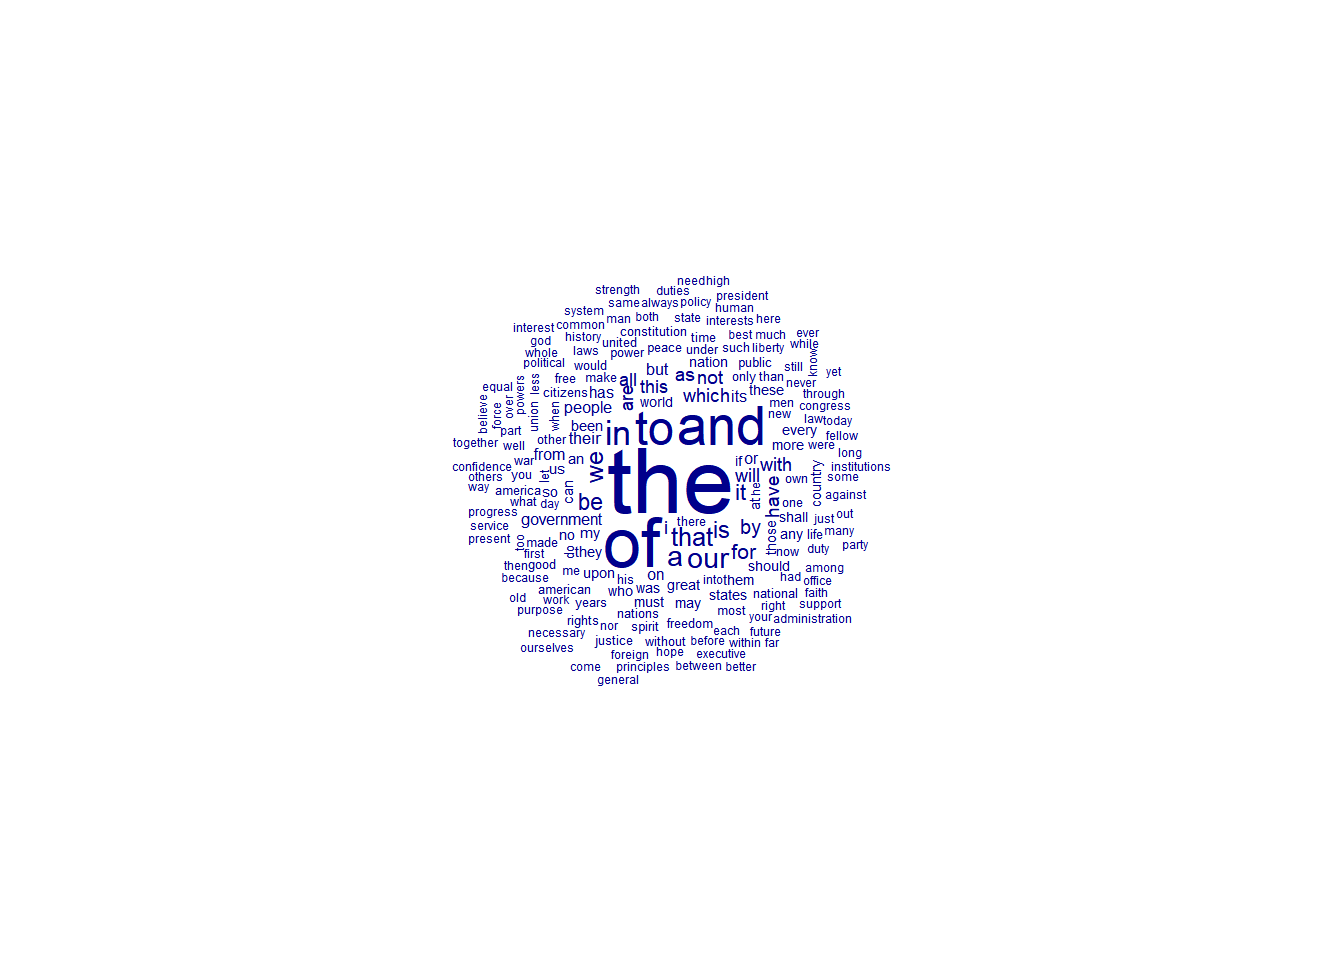 need high
strength duties
same always policy president
system man both state interests here human
interest common constitution time best much ever
god history united
whole laws power peace under such liberty while
political would but nation public still know yet
equal less free make all this as not only than never
powers citizens has are world which its these through
believe force over union when people men congress
part been in to and new law today
together well other their every fellow
war from an we the if or with more were long
confidence others you let us will country institutions
way america so can be it at he have own some
what day one against
progress government i there that is by shall just out
service no my those any life many
present too made do they of a our for now duty party
first
then good me upon his on into them should had among
because
american who was great office
old work years must may states national faith
purpose nations most right support
rights nor spirit freedom each your administration
necessary future
ourselves justice without before within far
foreign hope executive
come principles between better
general